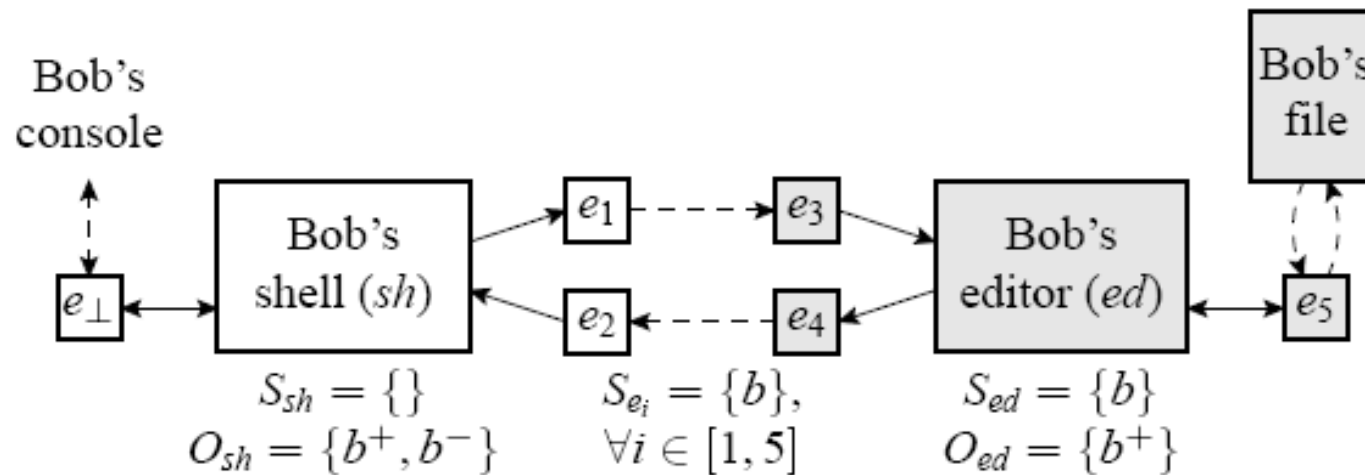 Bob's
console
e⊥
Bob's
shell (sh)
e1
e2
e3
e4
Bob's
editor (ed)
Bob's
file
e5
S_sh = {}
O_sh = {b⁺, b⁻}
S_e_i = {b},
∀i ∈ [1, 5]
S_ed = {b}
O_ed = {b⁺}